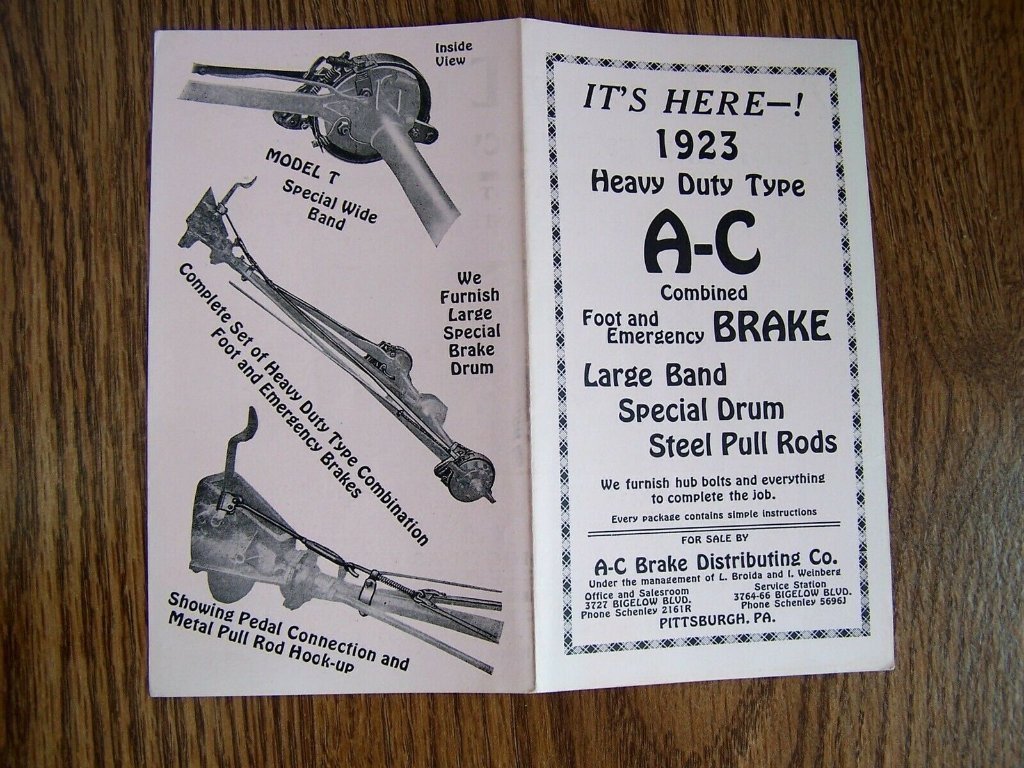 Inside
View
MODEL T
Special Wide
Band
We
Furnish
Large
Special
Brake
Drum
Complete Set of Heavy Duty Type Combination
Foot and Emergency Brakes
Showing Pedal Connection and
Metal Pull Rod Hook-up
IT'S HERE—!
1923
Heavy Duty Type
A-C
Combined
Foot and
Emergency BRAKE
Large Band
Special Drum
Steel Pull Rods
We furnish hub bolts and everything
to complete the job.
Every package contains simple instructions
FOR SALE BY
A-C Brake Distributing Co.
Under the management of L. Broida and I. Weinberg
Office and Salesroom
3727 BIGELOW BLVD.
Phone Schenley 2161R
Service Station
3764-66 BIGELOW BLVD.
Phone Schenley 5696J
PITTSBURGH, PA.